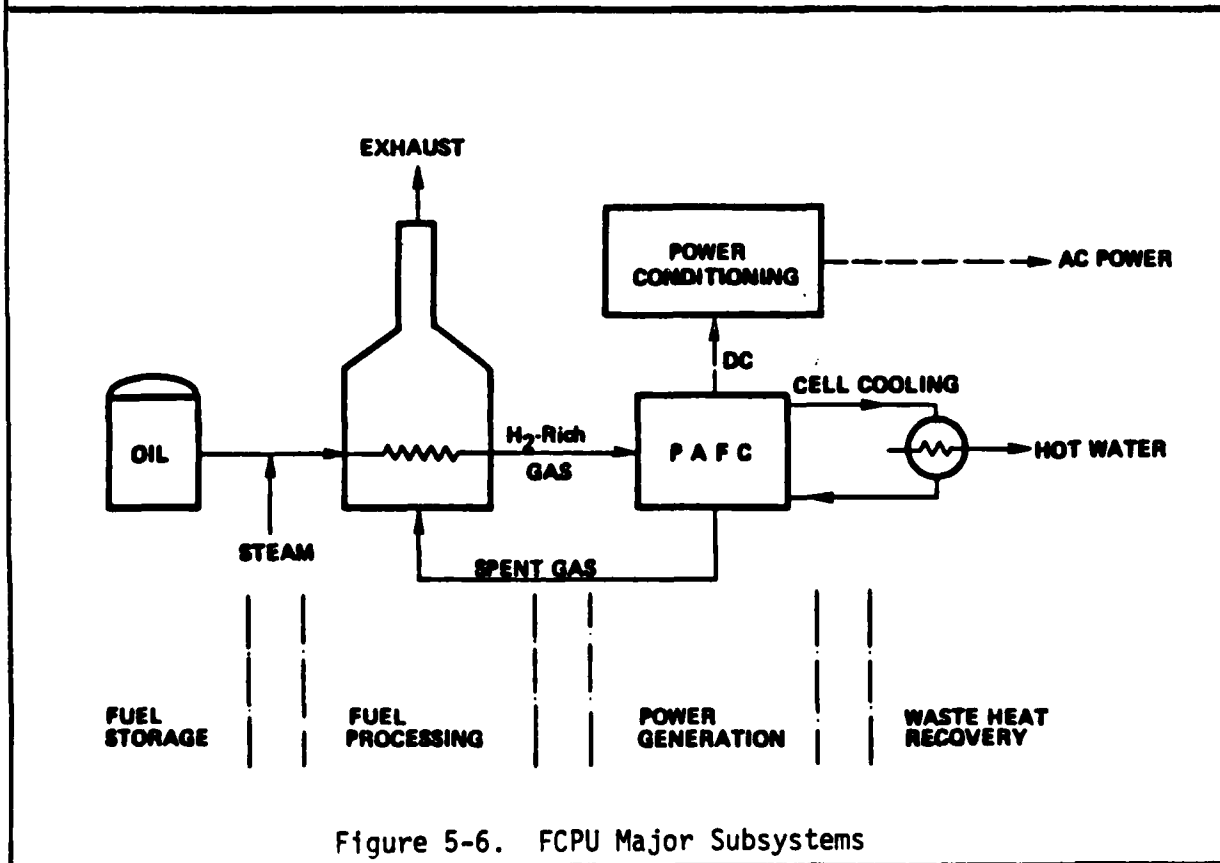 EXHAUST
POWER
CONDITIONING
AC POWER
DC
CELL COOLING
OIL
H2-Rich
GAS
P A F C
HOT WATER
STEAM
SPENT GAS
FUEL
STORAGE
FUEL
PROCESSING
POWER
GENERATION
WASTE HEAT
RECOVERY
Figure 5-6. FCPU Major Subsystems